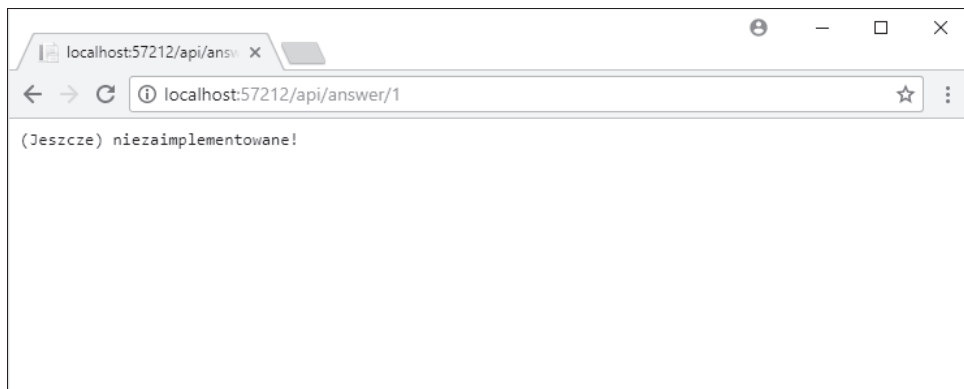 localhost:57212/api/answ
localhost:57212/api/answer/1
(Jeszcze) niezaimplementowane!